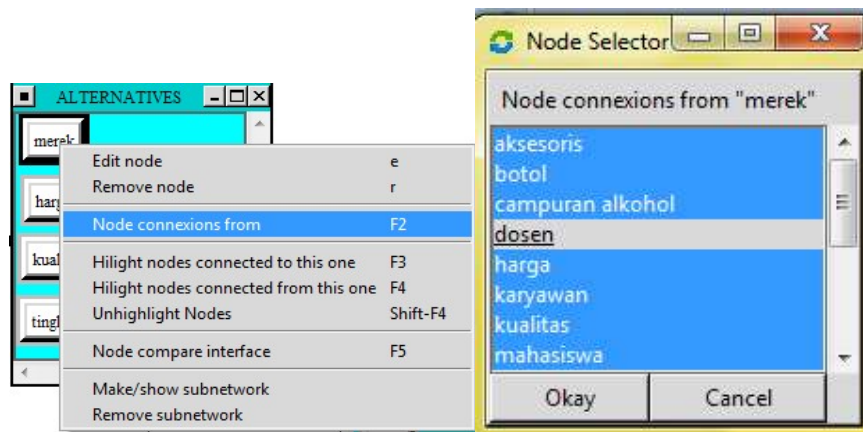 ALTERNATIVES
merek
Edit node e
Remove node r
Node connexions from F2
Hilight nodes connected to this one F3
Hilight nodes connected from this one F4
Unhighlight Nodes Shift-F4
Node compare interface F5
Make/show subnetwork
Remove subnetwork
Node Selector
Node connexions from "merek"
aksesoris
botol
campuran alkohol
dosen
harga
karyawan
kualitas
mahasiswa
Okay Cancel